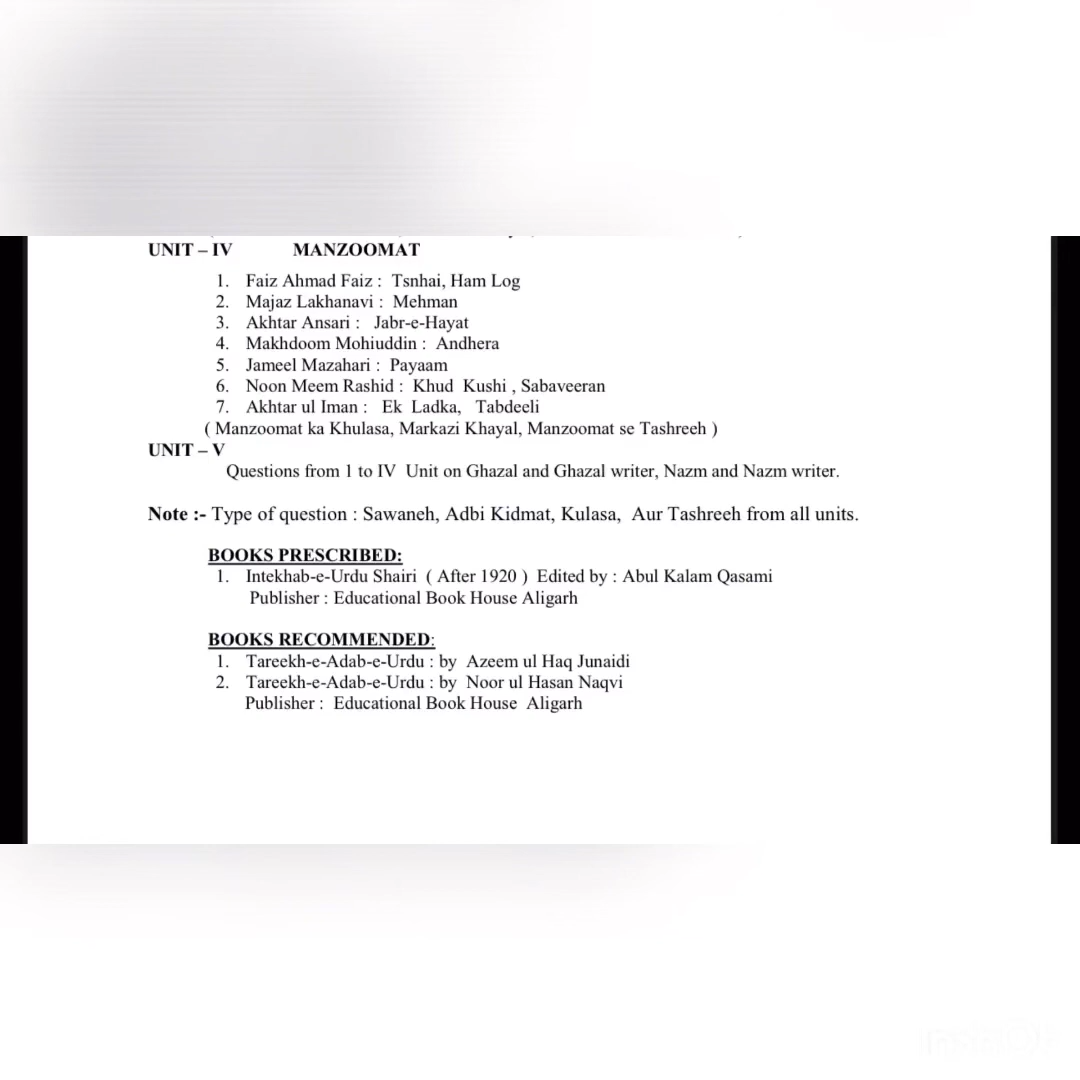 UNIT – IV MANZOOMAT
1. Faiz Ahmad Faiz : Tsnhai, Ham Log
2. Majaz Lakhanavi : Mehman
3. Akhtar Ansari : Jabr-e-Hayat
4. Makhdoom Mohiuddin : Andhera
5. Jameel Mazahari : Payaam
6. Noon Meem Rashid : Khud Kushi , Sabaveeran
7. Akhtar ul Iman : Ek Ladka, Tabdeeli
( Manzoomat ka Khulasa, Markazi Khayal, Manzoomat se Tashreeh )
UNIT – V
Questions from 1 to IV Unit on Ghazal and Ghazal writer, Nazm and Nazm writer.
Note :- Type of question : Sawaneh, Adbi Kidmat, Kulasa, Aur Tashreeh from all units.
BOOKS PRESCRIBED:
1. Intekhab-e-Urdu Shairi ( After 1920 ) Edited by : Abul Kalam Qasami
Publisher : Educational Book House Aligarh
BOOKS RECOMMENDED:
1. Tareekh-e-Adab-e-Urdu : by Azeem ul Haq Junaidi
2. Tareekh-e-Adab-e-Urdu : by Noor ul Hasan Naqvi
Publisher : Educational Book House Aligarh